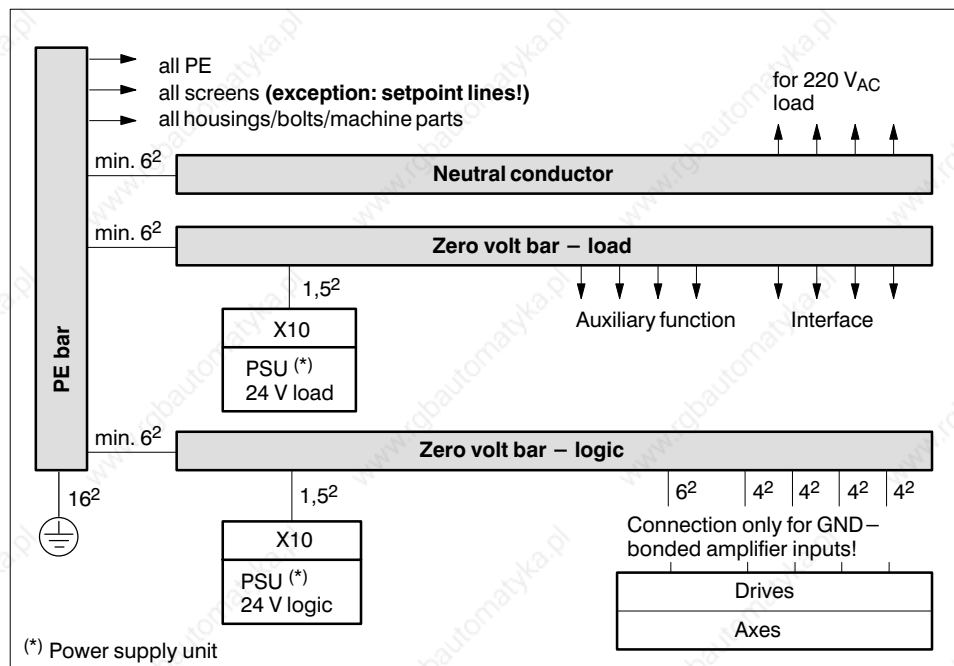 all PE
all screens (exception: setpoint lines!)
all housings/bolts/machine parts
for 220 VAC
load
min. 6²
Neutral conductor
min. 6²
Zero volt bar – load
1,5²
X10
PSU (*)
24 V load
Auxiliary function
Interface
PE bar
min. 6²
Zero volt bar – logic
16²
1,5²
X10
PSU (*)
24 V logic
6² 4² 4² 4² 4²
Connection only for GND–
bonded amplifier inputs!
Drives
Axes
(*) Power supply unit
www.rgbautomatyka.pl